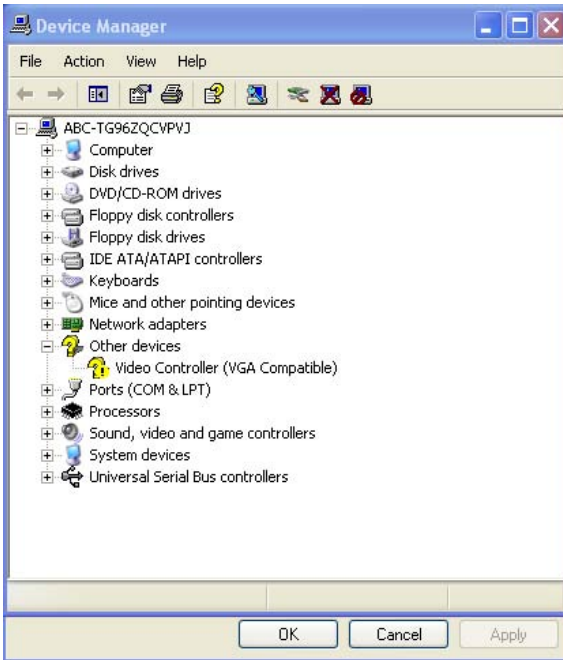 Device Manager
File Action View Help
ABC-TG96ZQCVPVJ
Computer
Disk drives
DVD/CD-ROM drives
Floppy disk controllers
Floppy disk drives
IDE ATA/ATAPI controllers
Keyboards
Mice and other pointing devices
Network adapters
Other devices
Video Controller (VGA Compatible)
Ports (COM & LPT)
Processors
Sound, video and game controllers
System devices
Universal Serial Bus controllers
OK Cancel Apply